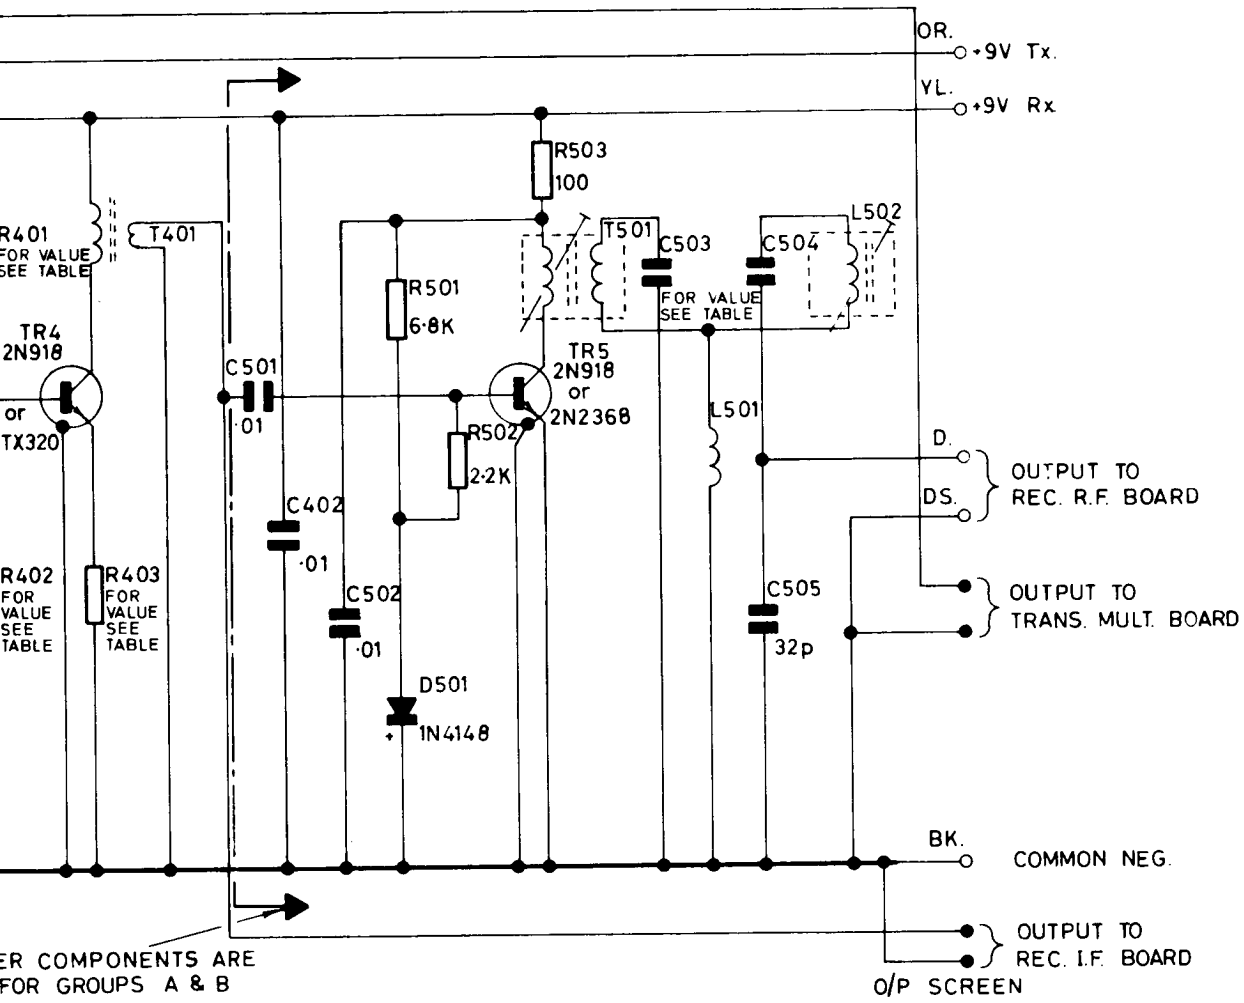 OR.
+9V Tx.
YL.
+9V Rx
R503
100
R401
FOR VALUE
SEE TABLE
T401
T501
C503
C504
L502
FOR VALUE
SEE TABLE
R501
6·8K
TR4
2N918
or
TX320
C501
·01
TR5
2N918
or
2N2368
R502
2·2K
L501
D.
DS.
OUTPUT TO
REC. R.F. BOARD
C402
·01
R402
FOR
VALUE
SEE
TABLE
R403
FOR
VALUE
SEE
TABLE
C502
·01
C505
32p
OUTPUT TO
TRANS. MULT. BOARD
D501
+ 1N4148
BK.
COMMON NEG.
OUTPUT TO
REC. I.F. BOARD
O/P SCREEN
ER COMPONENTS ARE
FOR GROUPS A & B